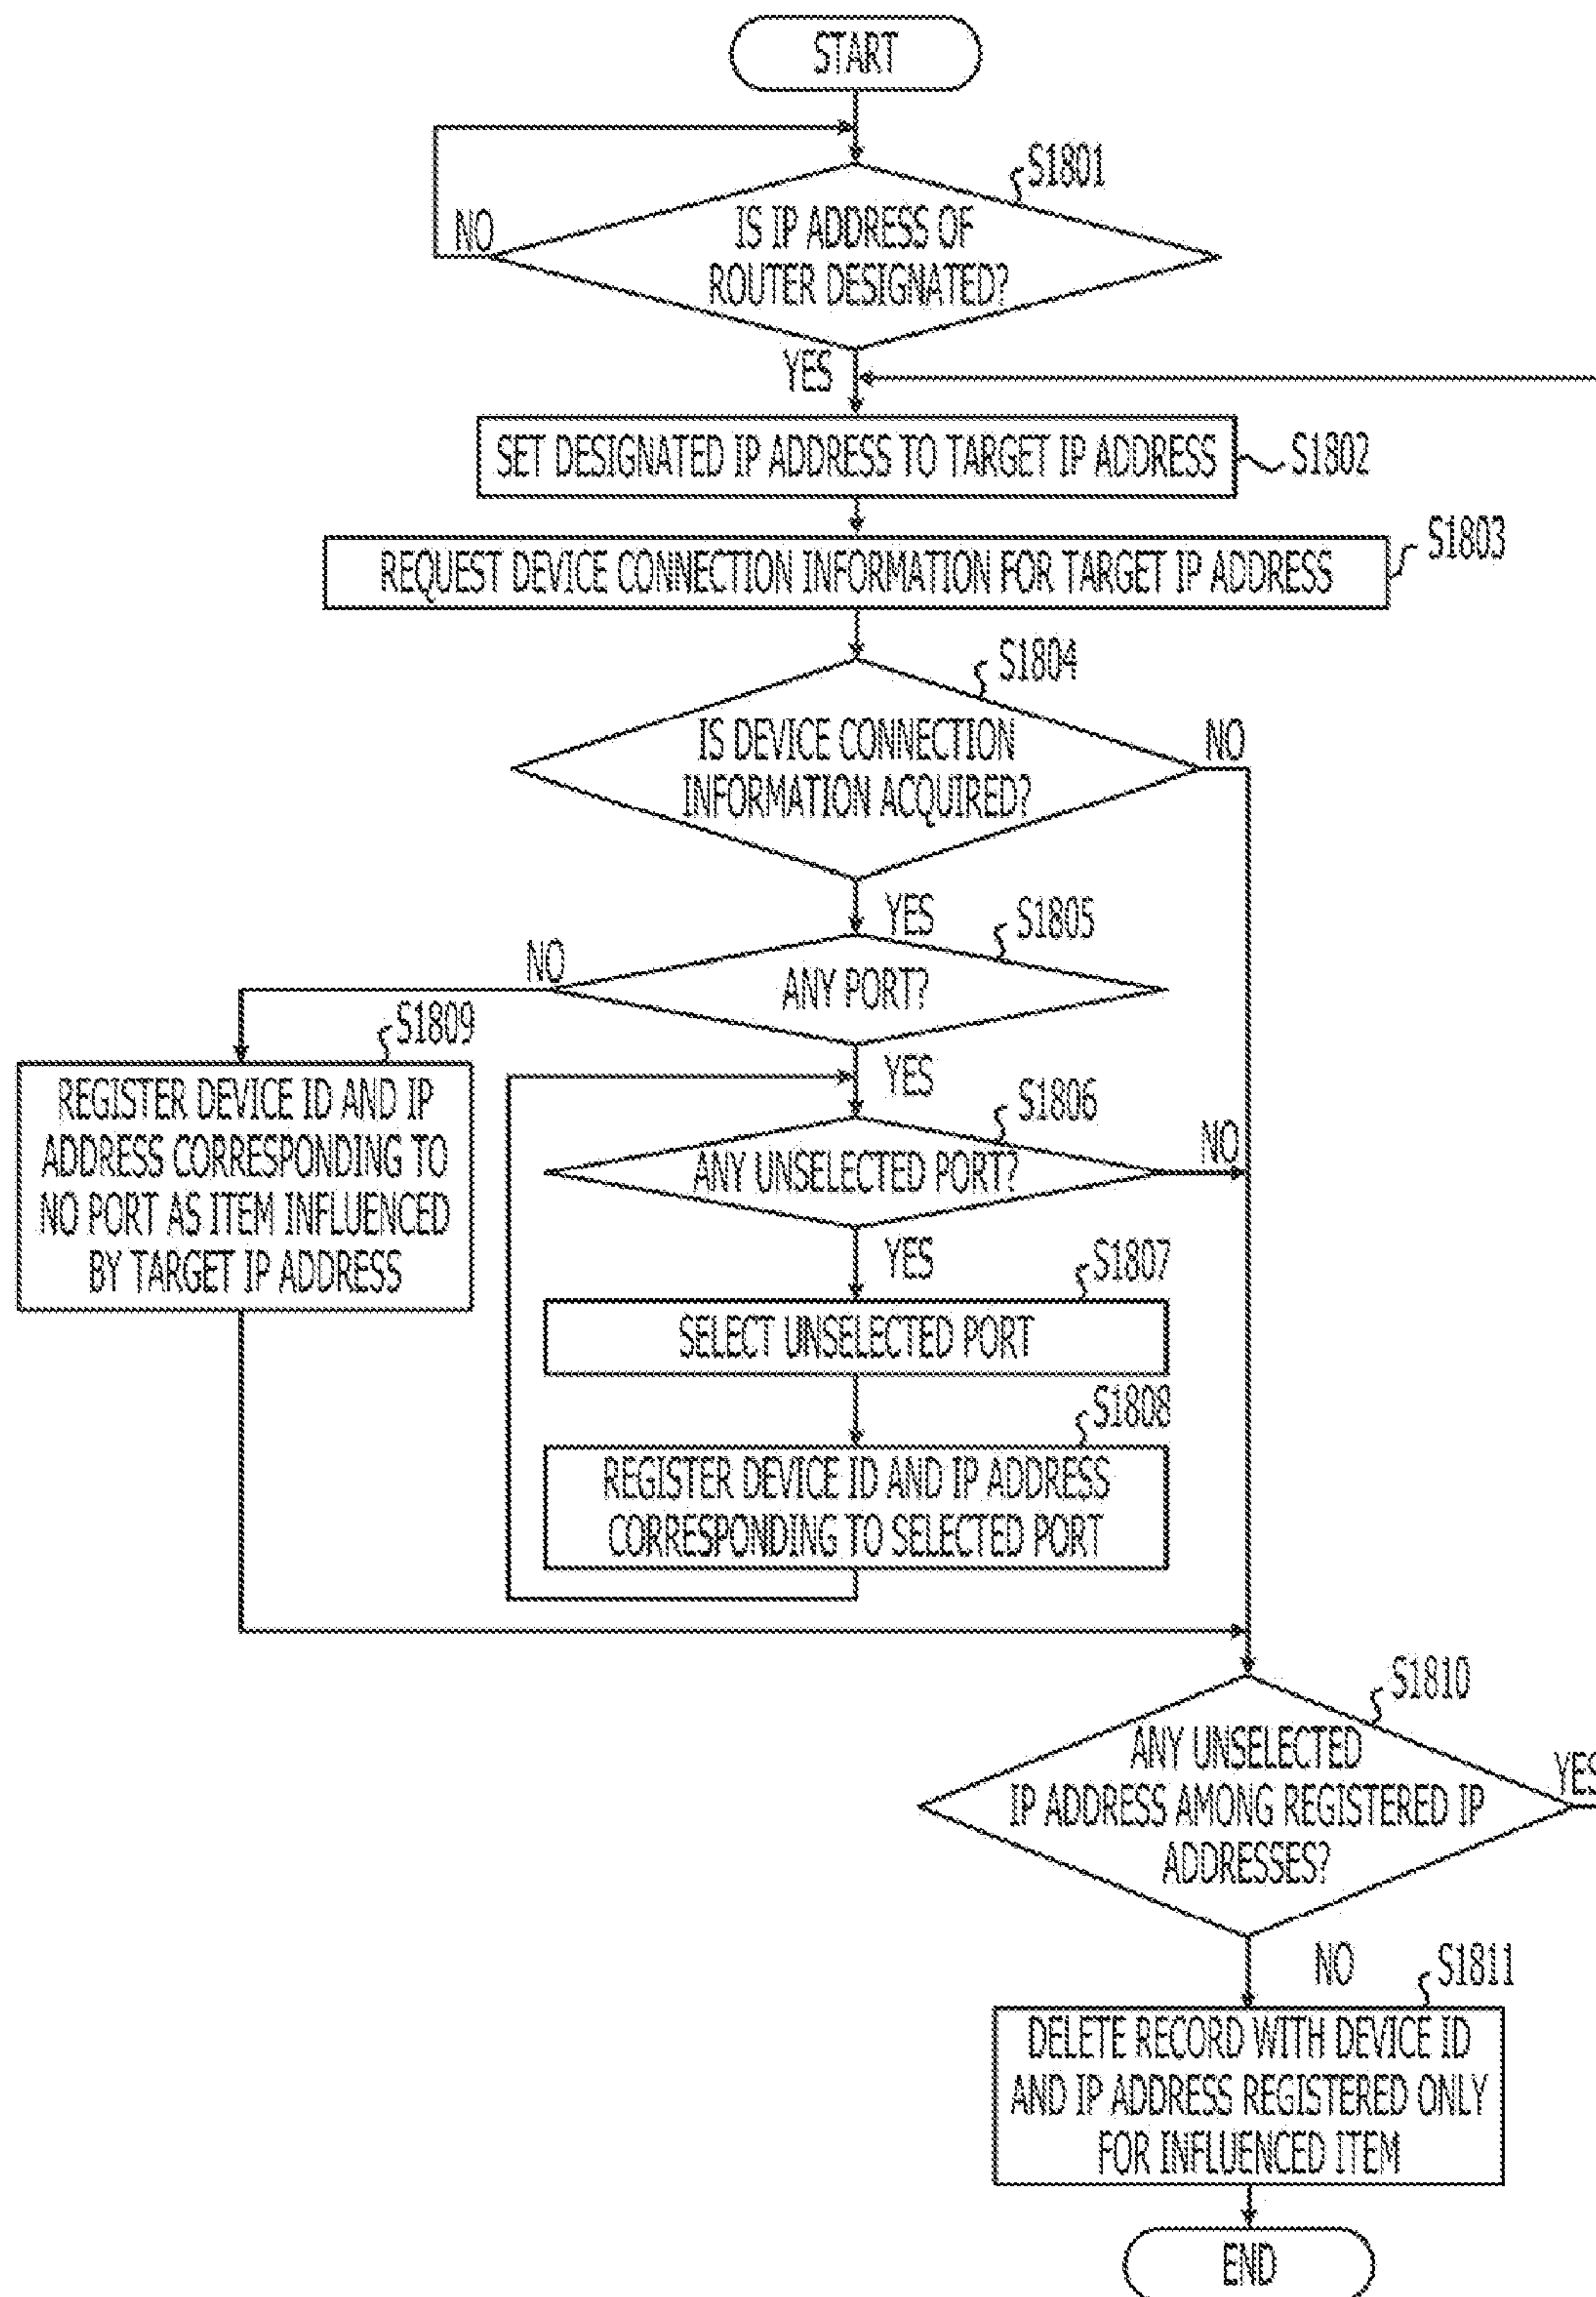 START
S1801
NO
IS IP ADDRESS OF
ROUTER DESIGNATED?
YES
SET DESIGNATED IP ADDRESS TO TARGET IP ADDRESS
S1802
REQUEST DEVICE CONNECTION INFORMATION FOR TARGET IP ADDRESS
S1803
S1804
IS DEVICE CONNECTION
INFORMATION ACQUIRED?
NO
YES
S1805
NO
ANY PORT?
S1809
REGISTER DEVICE ID AND IP
ADDRESS CORRESPONDING TO
NO PORT AS ITEM INFLUENCED
BY TARGET IP ADDRESS
YES
S1806
ANY UNSELECTED PORT?
NO
YES
S1807
SELECT UNSELECTED PORT
S1808
REGISTER DEVICE ID AND IP ADDRESS
CORRESPONDING TO SELECTED PORT
S1810
ANY UNSELECTED
IP ADDRESS AMONG REGISTERED IP
ADDRESSES?
YES
NO
S1811
DELETE RECORD WITH DEVICE ID
AND IP ADDRESS REGISTERED ONLY
FOR INFLUENCED ITEM
END